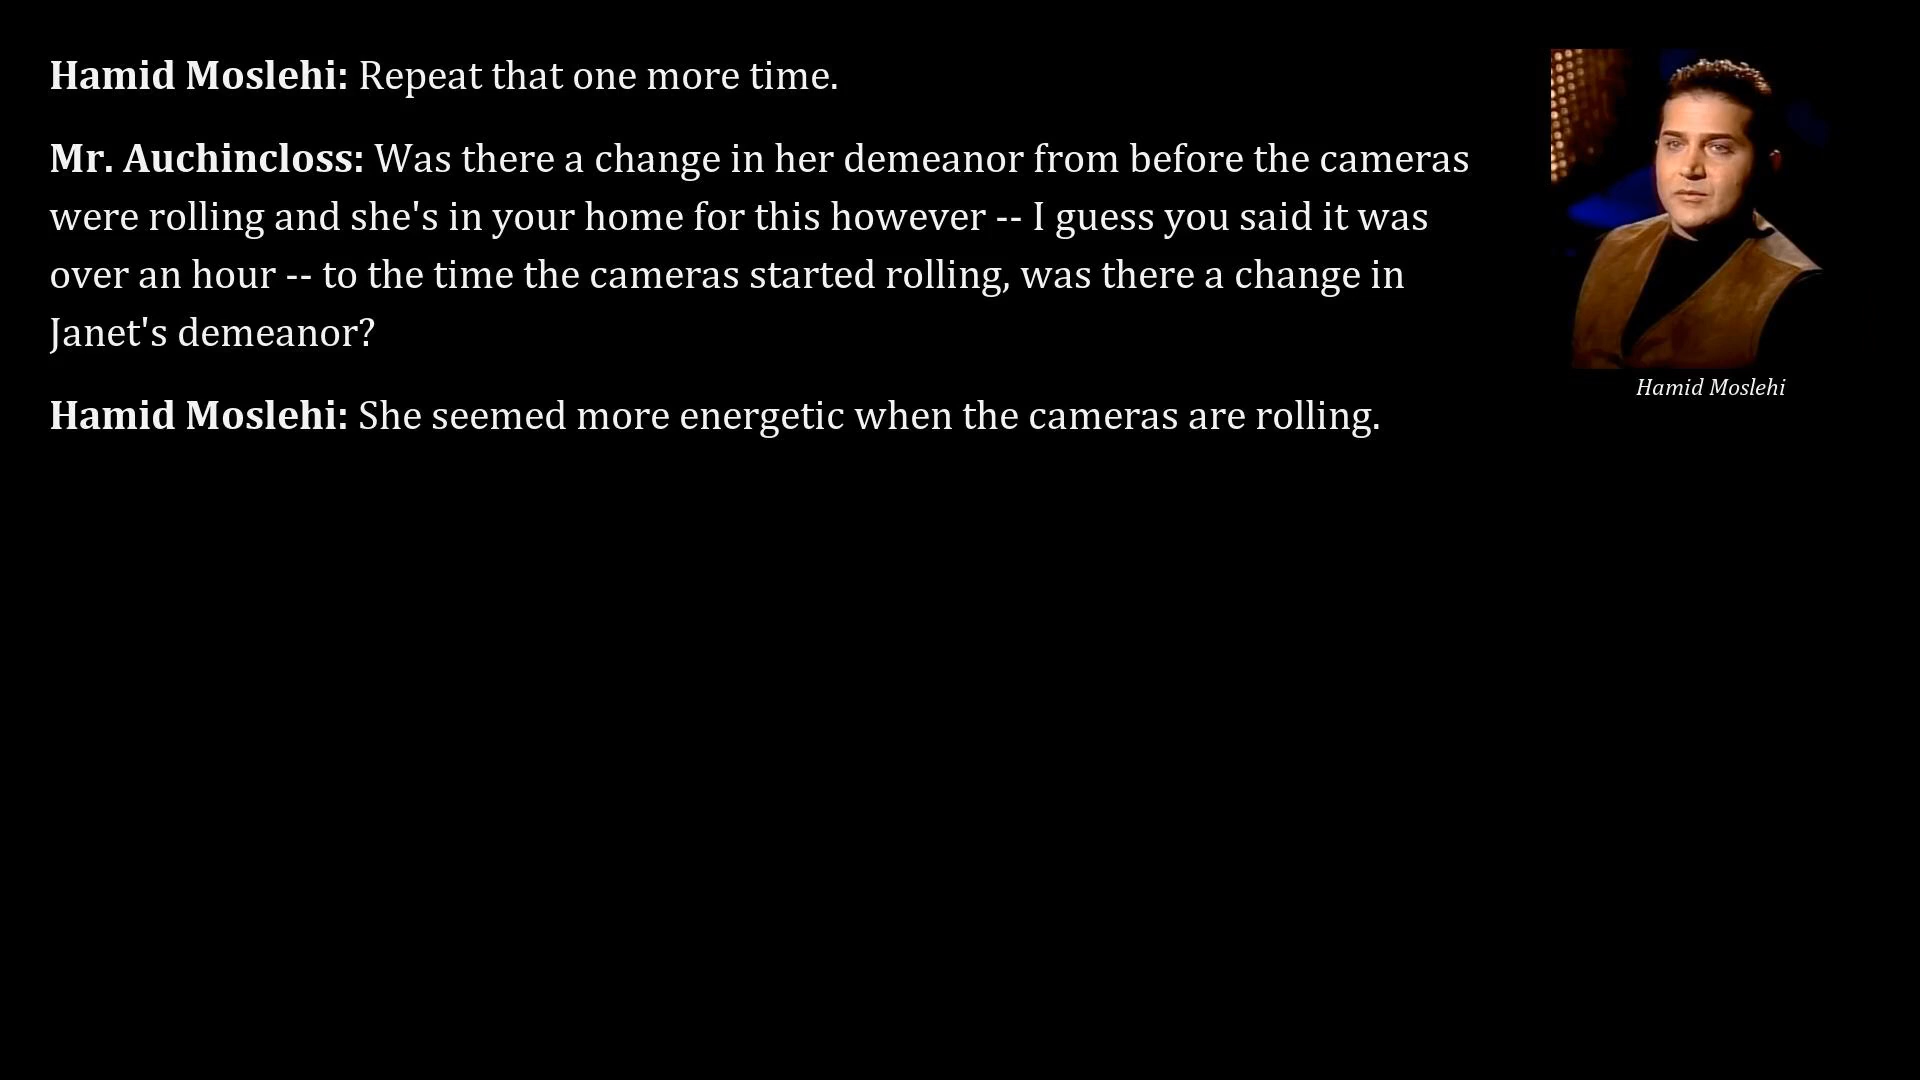 Hamid Moslehi: Repeat that one more time.
Mr. Auchincloss: Was there a change in her demeanor from before the cameras
were rolling and she's in your home for this however -- I guess you said it was
over an hour -- to the time the cameras started rolling, was there a change in
Janet's demeanor?
Hamid Moslehi: She seemed more energetic when the cameras are rolling.
Hamid Moslehi